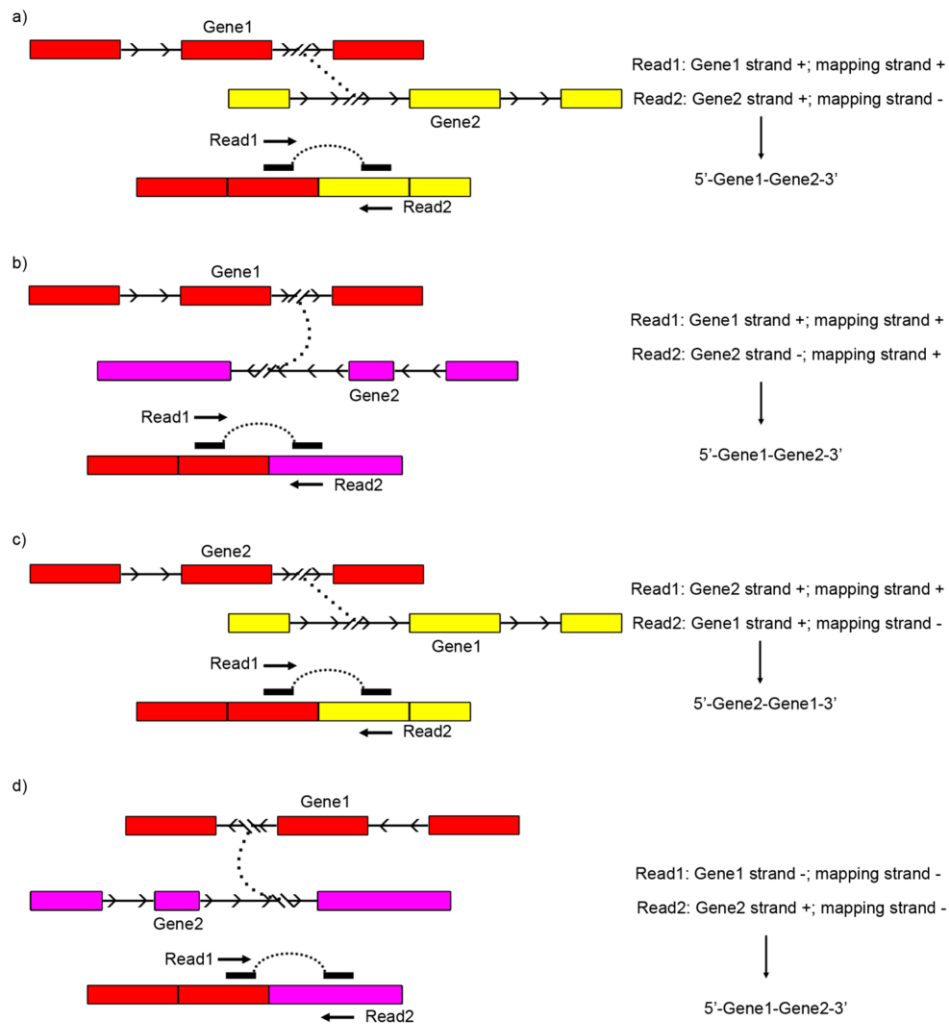 a)
Gene1
Gene2
Read1
Read2
Read1: Gene1 strand +; mapping strand +
Read2: Gene2 strand +; mapping strand -
5'-Gene1-Gene2-3'
b)
Gene1
Gene2
Read1
Read2
Read1: Gene1 strand +; mapping strand +
Read2: Gene2 strand -; mapping strand +
5'-Gene1-Gene2-3'
c)
Gene2
Gene1
Read1
Read2
Read1: Gene2 strand +; mapping strand +
Read2: Gene1 strand +; mapping strand -
5'-Gene2-Gene1-3'
d)
Gene1
Gene2
Read1
Read2
Read1: Gene1 strand -; mapping strand -
Read2: Gene2 strand +; mapping strand -
5'-Gene1-Gene2-3'